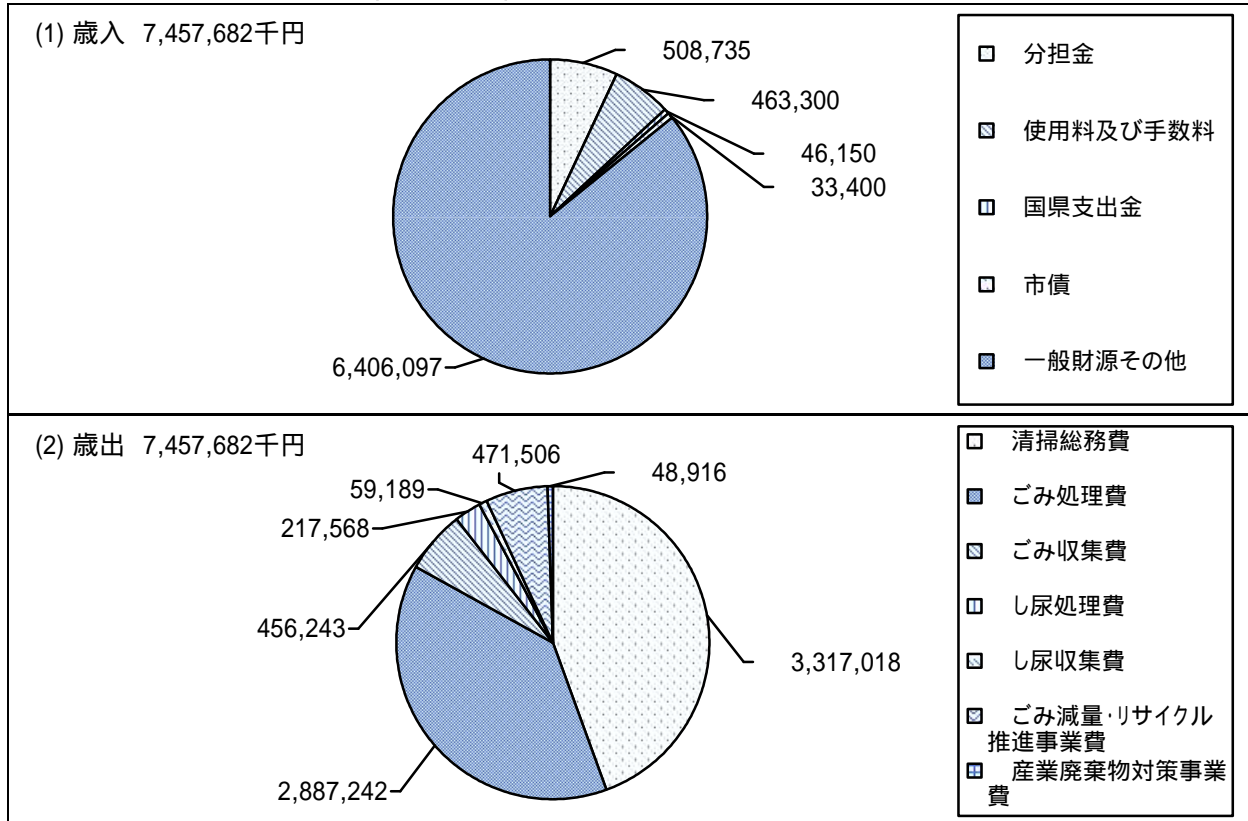 (1) 歳入 7,457,682千円
508,735
463,300
46,150
33,400
6,406,097
分担金
使用料及び手数料
国県支出金
市債
一般財源その他
(2) 歳出 7,457,682千円
471,506
48,916
59,189
217,568
456,243
3,317,018
2,887,242
清掃総務費
ごみ処理費
ごみ収集費
し尿処理費
し尿収集費
ごみ減量・リサイクル
推進事業費
産業廃棄物対策事業
費